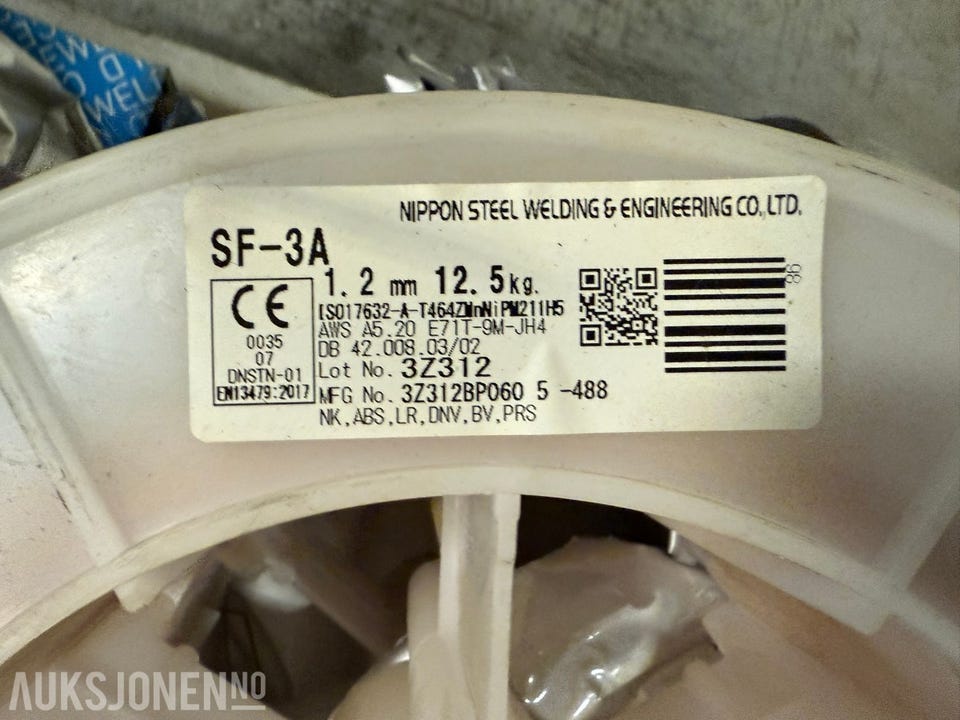 WELD
NIPPON STEEL WELDING & ENGINEERING CO., LTD.
SF-3A
1.2 mm 12.5kg.
ISO17632-A-T464ZMnNiPM211H5
AWS A5.20 E71T-9M-JH4
DB 42.008.03/02
Lot No. 3Z312
MFG No. 3Z312BP060 5 -488
NK,ABS,LR,DNV,BV,PRS
CE
0035
07
DNSTN-01
EN13479:2017
96
AUKSJONEN.NO